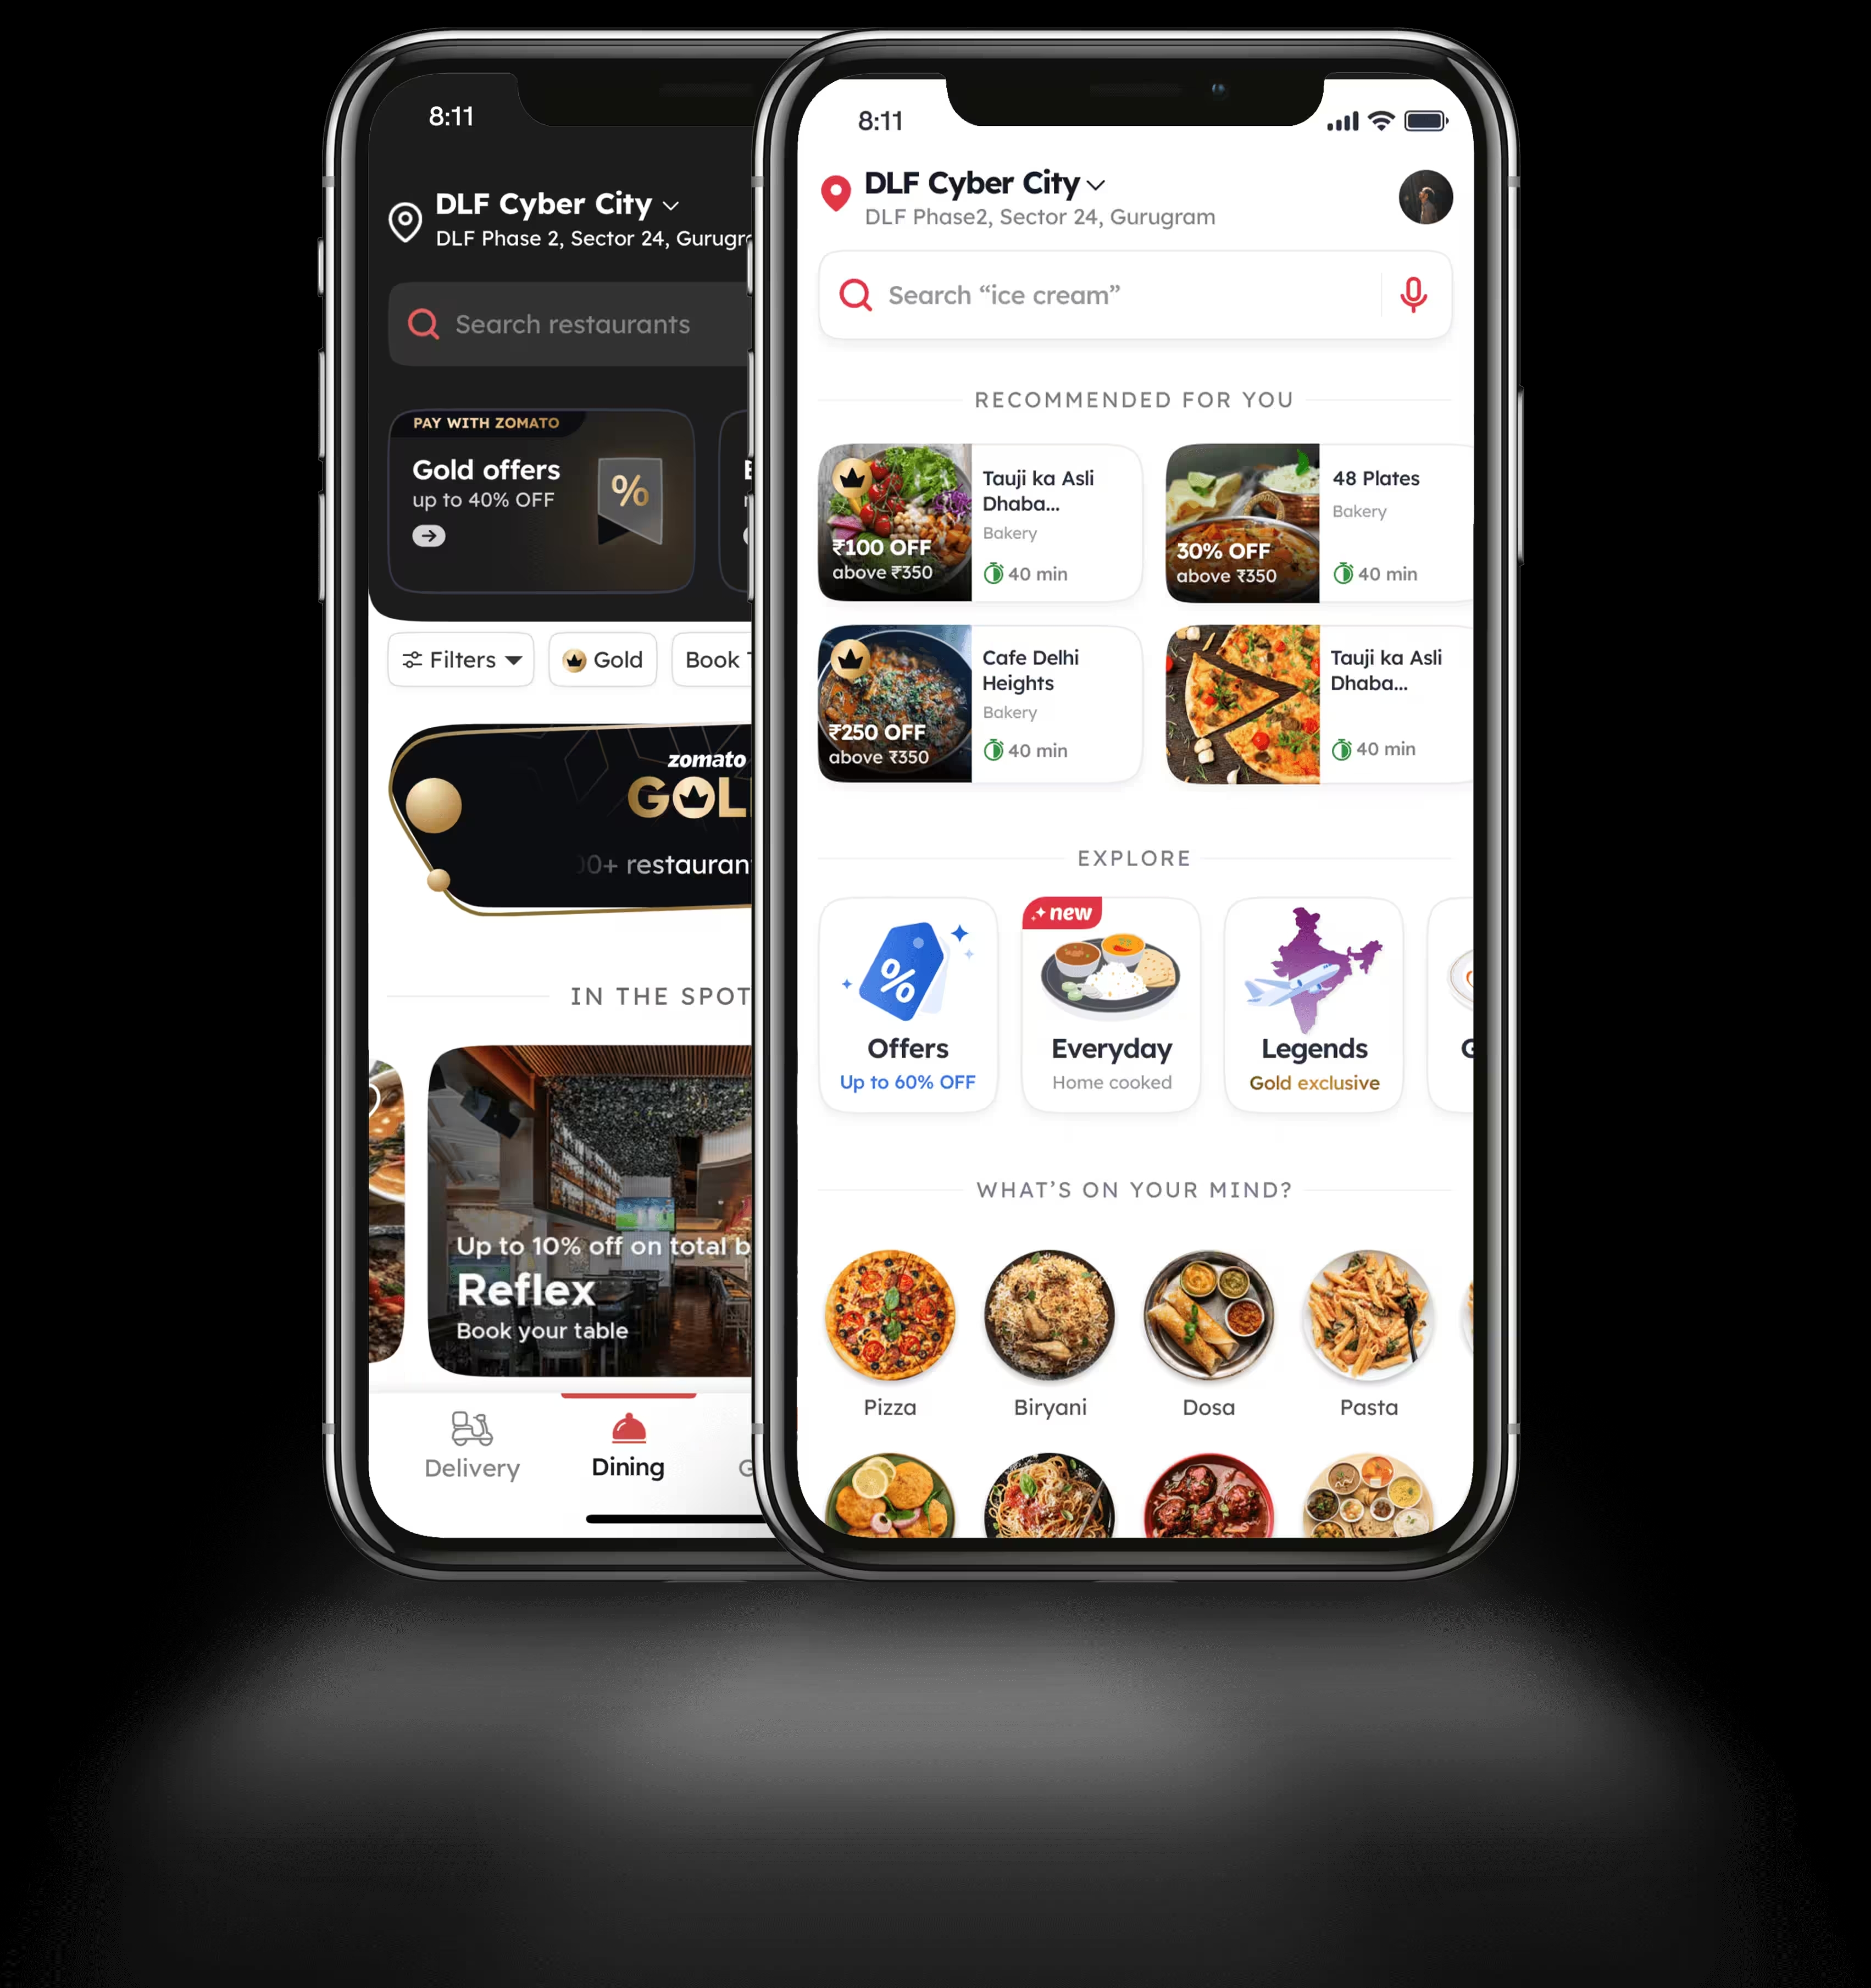 8:11
DLF Cyber City
DLF Phase 2, Sector 24, Gurugr
Search restaurants
PAY WITH ZOMATO
Gold offers
up to 40% OFF
%
Filters
Gold
Book
zomato
GOL
0+ restauran
IN THE SPOT
Up to 10% off on total b
Reflex
Book your table
Delivery
Dining
G
8:11
DLF Cyber City
DLF Phase2, Sector 24, Gurugram
Search “ice cream”
RECOMMENDED FOR YOU
Tauji ka Asli
Dhaba...
Bakery
40 min
₹100 OFF
above ₹350
48 Plates
Bakery
40 min
30% OFF
above ₹350
Cafe Delhi
Heights
Bakery
40 min
₹250 OFF
above ₹350
Tauji ka Asli
Dhaba...
40 min
EXPLORE
%
Offers
Up to 60% OFF
new
Everyday
Home cooked
Legends
Gold exclusive
G
WHAT’S ON YOUR MIND?
Pizza
Biryani
Dosa
Pasta